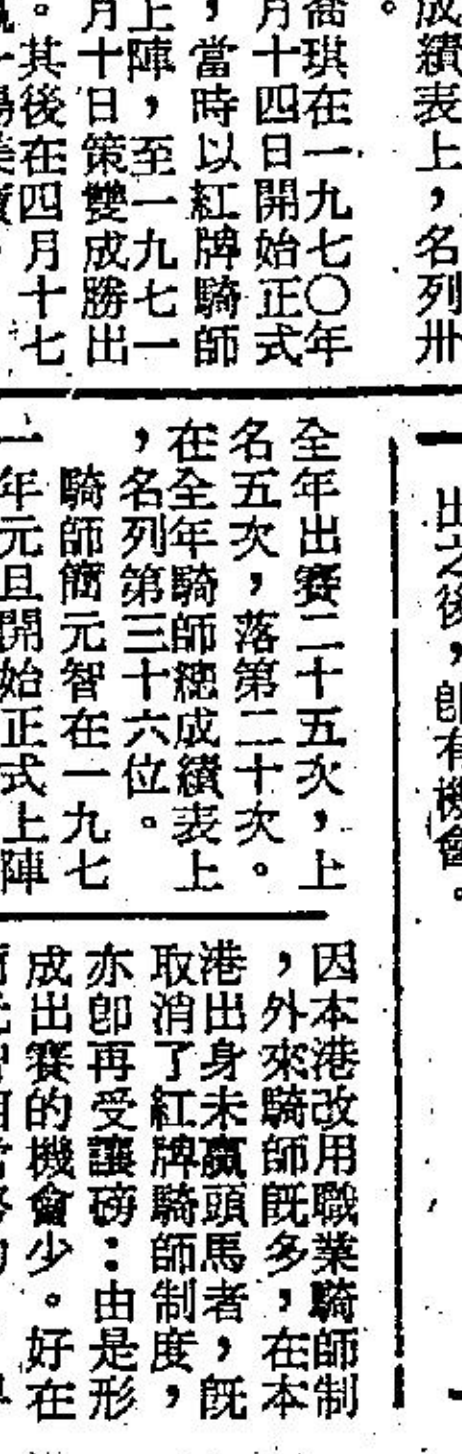 成績表上，名列卅
。
喬琪在一九七〇年
月十四日開始正式
，當時以紅牌騎師
上陣，至一九七一
月十日策雙成勝出
。其後在四月十七
出之後，卽有機會。
全年出賽二十五次，上
名五次，落第二十次。
在全年騎師總成績表上
，名列第三十六位。
騎師簡元智在一九七
一年元旦開始正式上陣
因本港改用職業騎師制
，外來騎師旣多，在本
港出身未贏頭馬者，旣
取消了紅牌騎師制度，
亦卽再受讓磅：由是形
成出賽的機會少。好在